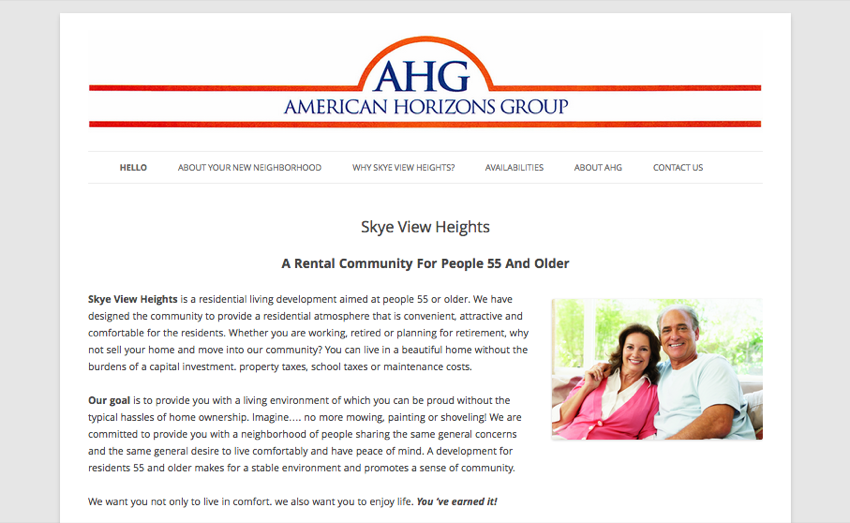 AHG
AMERICAN HORIZONS GROUP
HELLO ABOUT YOUR NEW NEIGHBORHOOD WHY SKYE VIEW HEIGHTS? AVAILABILITIES ABOUT AHG CONTACT US
Skye View Heights
A Rental Community For People 55 And Older
Skye View Heights is a residential living development aimed at people 55 or older. We have
designed the community to provide a residential atmosphere that is convenient, attractive and
comfortable for the residents. Whether you are working, retired or planning for retirement, why
not sell your home and move into our community? You can live in a beautiful home without the
burdens of a capital investment. property taxes, school taxes or maintenance costs.
Our goal is to provide you with a living environment of which you can be proud without the
typical hassles of home ownership. Imagine…. no more mowing, painting or shoveling! We are
committed to provide you with a neighborhood of people sharing the same general concerns
and the same general desire to live comfortably and have peace of mind. A development for
residents 55 and older makes for a stable environment and promotes a sense of community.
We want you not only to live in comfort. we also want you to enjoy life. You 've earned it!